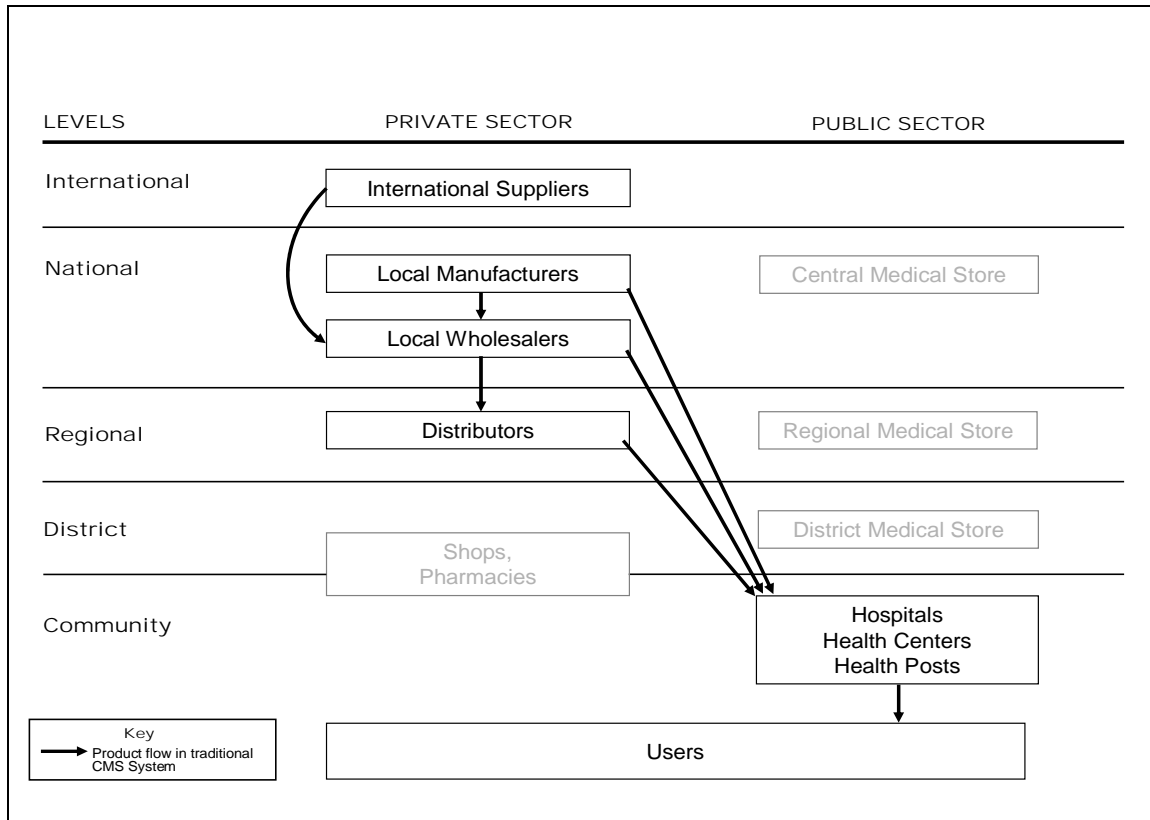 LEVELS
PRIVATE SECTOR
PUBLIC SECTOR
International
International Suppliers
National
Local Manufacturers
Central Medical Store
Local Wholesalers
Regional
Distributors
Regional Medical Store
District
District Medical Store
Shops,
Pharmacies
Community
Hospitals
Health Centers
Health Posts
Users
Key
Product flow in traditional
CMS System